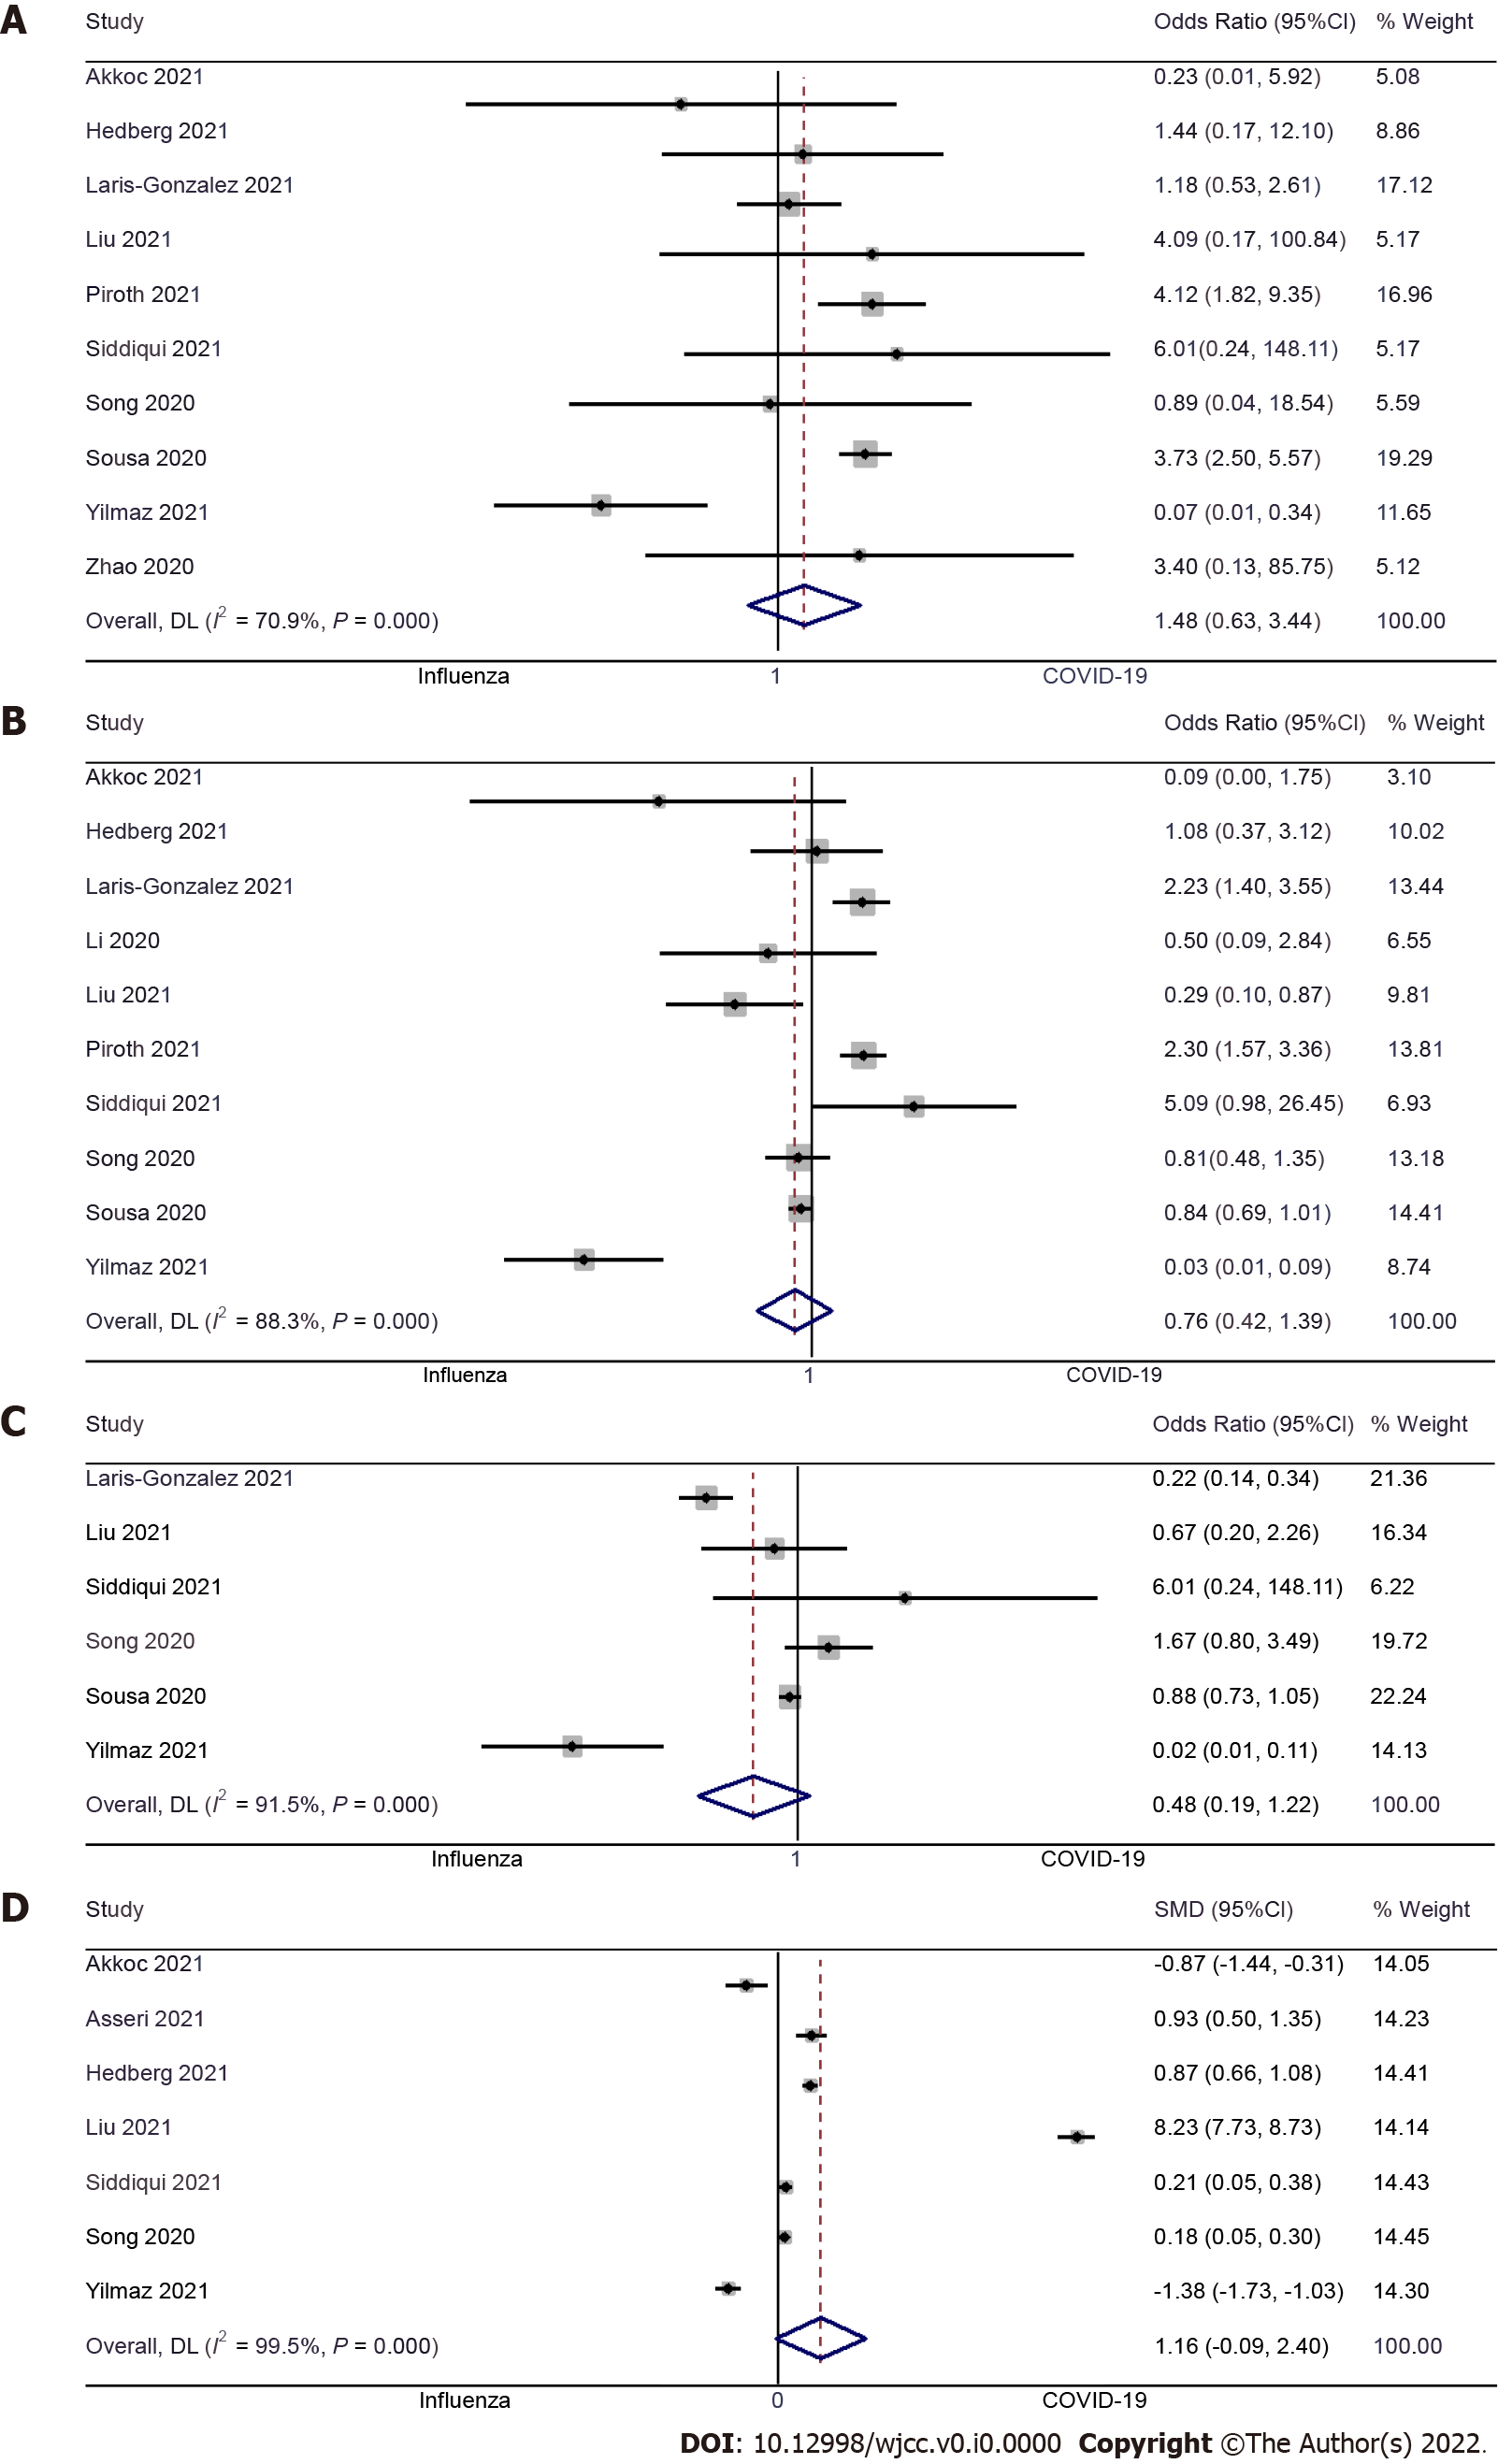 A Study Odds Ratio (95%CI) % Weight
Akkoc 2021 0.23 (0.01, 5.92) 5.08
Hedberg 2021 1.44 (0.17, 12.10) 8.86
Laris-Gonzalez 2021 1.18 (0.53, 2.61) 17.12
Liu 2021 4.09 (0.17, 100.84) 5.17
Piroth 2021 4.12 (1.82, 9.35) 16.96
Siddiqui 2021 6.01(0.24, 148.11) 5.17
Song 2020 0.89 (0.04, 18.54) 5.59
Sousa 2020 3.73 (2.50, 5.57) 19.29
Yilmaz 2021 0.07 (0.01, 0.34) 11.65
Zhao 2020 3.40 (0.13, 85.75) 5.12
Overall, DL (I² = 70.9%, P = 0.000) 1.48 (0.63, 3.44) 100.00
Influenza 1 COVID-19
B Study Odds Ratio (95%CI) % Weight
Akkoc 2021 0.09 (0.00, 1.75) 3.10
Hedberg 2021 1.08 (0.37, 3.12) 10.02
Laris-Gonzalez 2021 2.23 (1.40, 3.55) 13.44
Li 2020 0.50 (0.09, 2.84) 6.55
Liu 2021 0.29 (0.10, 0.87) 9.81
Piroth 2021 2.30 (1.57, 3.36) 13.81
Siddiqui 2021 5.09 (0.98, 26.45) 6.93
Song 2020 0.81(0.48, 1.35) 13.18
Sousa 2020 0.84 (0.69, 1.01) 14.41
Yilmaz 2021 0.03 (0.01, 0.09) 8.74
Overall, DL (I² = 88.3%, P = 0.000) 0.76 (0.42, 1.39) 100.00
Influenza 1 COVID-19
C Study Odds Ratio (95%CI) % Weight
Laris-Gonzalez 2021 0.22 (0.14, 0.34) 21.36
Liu 2021 0.67 (0.20, 2.26) 16.34
Siddiqui 2021 6.01 (0.24, 148.11) 6.22
Song 2020 1.67 (0.80, 3.49) 19.72
Sousa 2020 0.88 (0.73, 1.05) 22.24
Yilmaz 2021 0.02 (0.01, 0.11) 14.13
Overall, DL (I² = 91.5%, P = 0.000) 0.48 (0.19, 1.22) 100.00
Influenza 1 COVID-19
D Study SMD (95%CI) % Weight
Akkoc 2021 -0.87 (-1.44, -0.31) 14.05
Asseri 2021 0.93 (0.50, 1.35) 14.23
Hedberg 2021 0.87 (0.66, 1.08) 14.41
Liu 2021 8.23 (7.73, 8.73) 14.14
Siddiqui 2021 0.21 (0.05, 0.38) 14.43
Song 2020 0.18 (0.05, 0.30) 14.45
Yilmaz 2021 -1.38 (-1.73, -1.03) 14.30
Overall, DL (I² = 99.5%, P = 0.000) 1.16 (-0.09, 2.40) 100.00
Influenza 0 COVID-19
DOI: 10.12998/wjcc.v0.i0.0000 Copyright ©The Author(s) 2022.